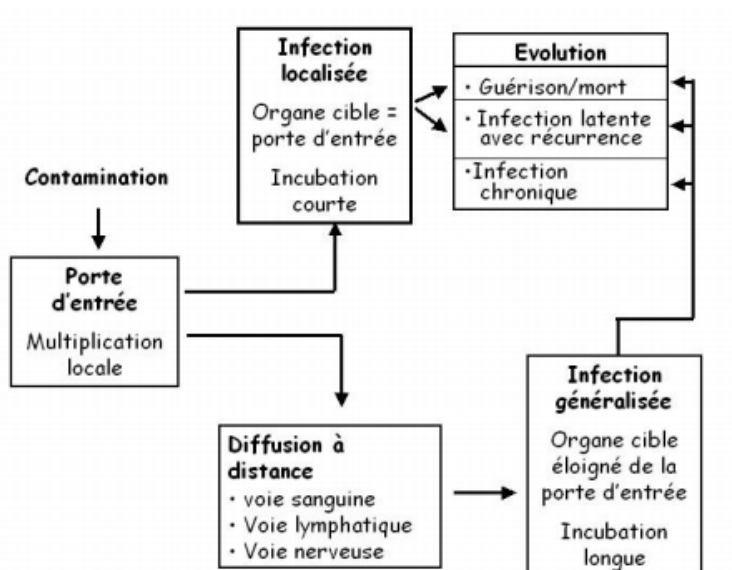 Contamination
Porte
d'entrée
Multiplication
locale
Infection
localisée
Organe cible =
porte d'entrée
Incubation
courte
Evolution
· Guérison/mort
· Infection latente
avec récurrence
·Infection
chronique
Diffusion à
distance
· voie sanguine
· Voie lymphatique
· Voie nerveuse
Infection
généralisée
Organe cible
éloigné de la
porte d'entrée
Incubation
longue